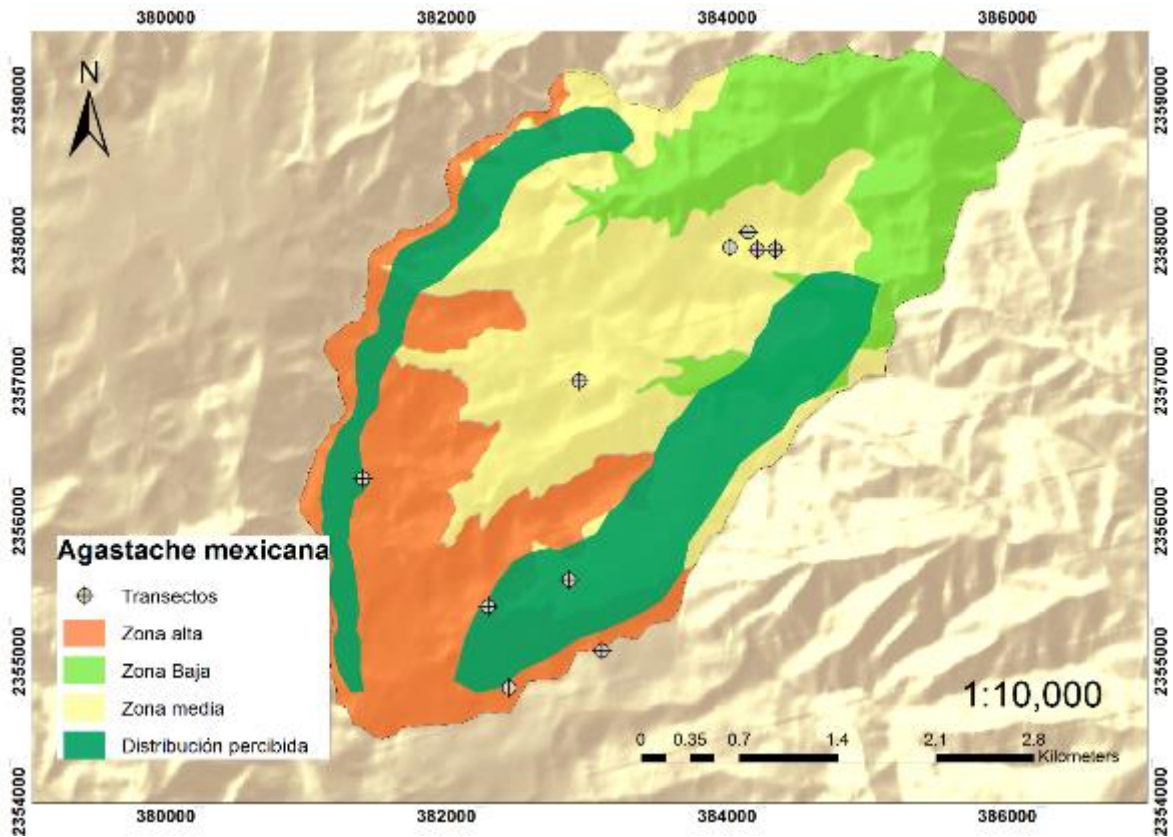 380000 382000 384000 386000
N
2359000
2358000
2357000
2356000
2355000
2354000
2359000
2358000
2357000
2356000
2355000
2354000
Agastache mexicana
Transectos
Zona alta
Zona Baja
Zona media
Distribución percibida
1:10,000
0 0.35 0.7 1.4 2.1 2.8
Kilometers
380000 382000 384000 386000